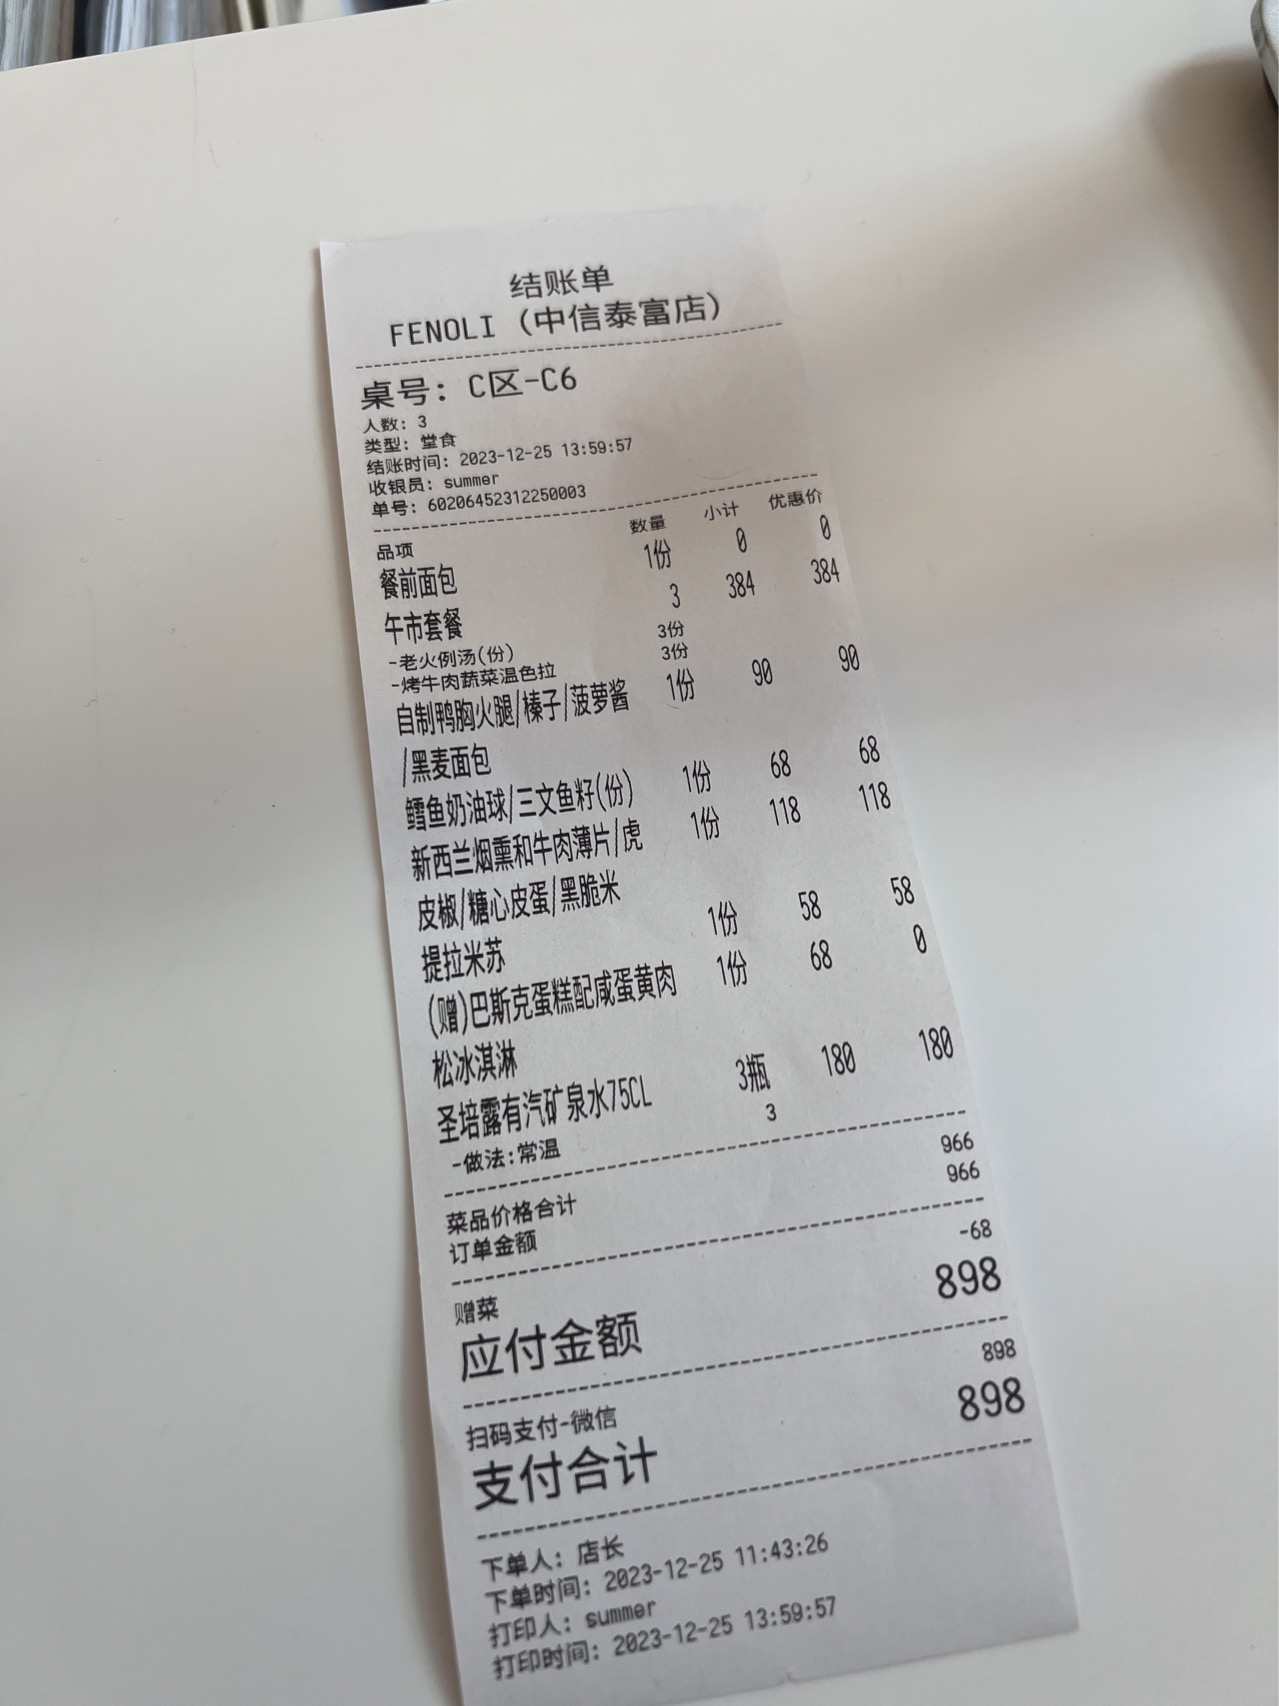 结账单
FENOLI (中信泰富店)
桌号: C区-C6
人数: 3
类型: 堂食
结账时间: 2023-12-25 13:59:57
收银员: summer
单号: 60206452312250003
品项 数量 小计 优惠价
餐前面包 1份 0 0
午市套餐 3 384 384
-老火例汤(份) 3份
-烤牛肉蔬菜温色拉 3份
自制鸭胸火腿/榛子/菠萝酱 1份 90 90
/黑麦面包
鳕鱼奶油球/三文鱼籽(份) 1份 68 68
新西兰烟熏和牛肉薄片/虎 1份 118 118
皮椒/糖心皮蛋/黑脆米
提拉米苏 1份 58 58
(赠)巴斯克蛋糕配咸蛋黄肉 1份 68 0
松冰淇淋
圣培露有汽矿泉水75CL 3瓶 180 180
-做法:常温 3
菜品价格合计 966
订单金额 966
赠菜 -68
应付金额 898
扫码支付-微信 898
支付合计 898
下单人: 店长
下单时间: 2023-12-25 11:43:26
打印人: summer
打印时间: 2023-12-25 13:59:57